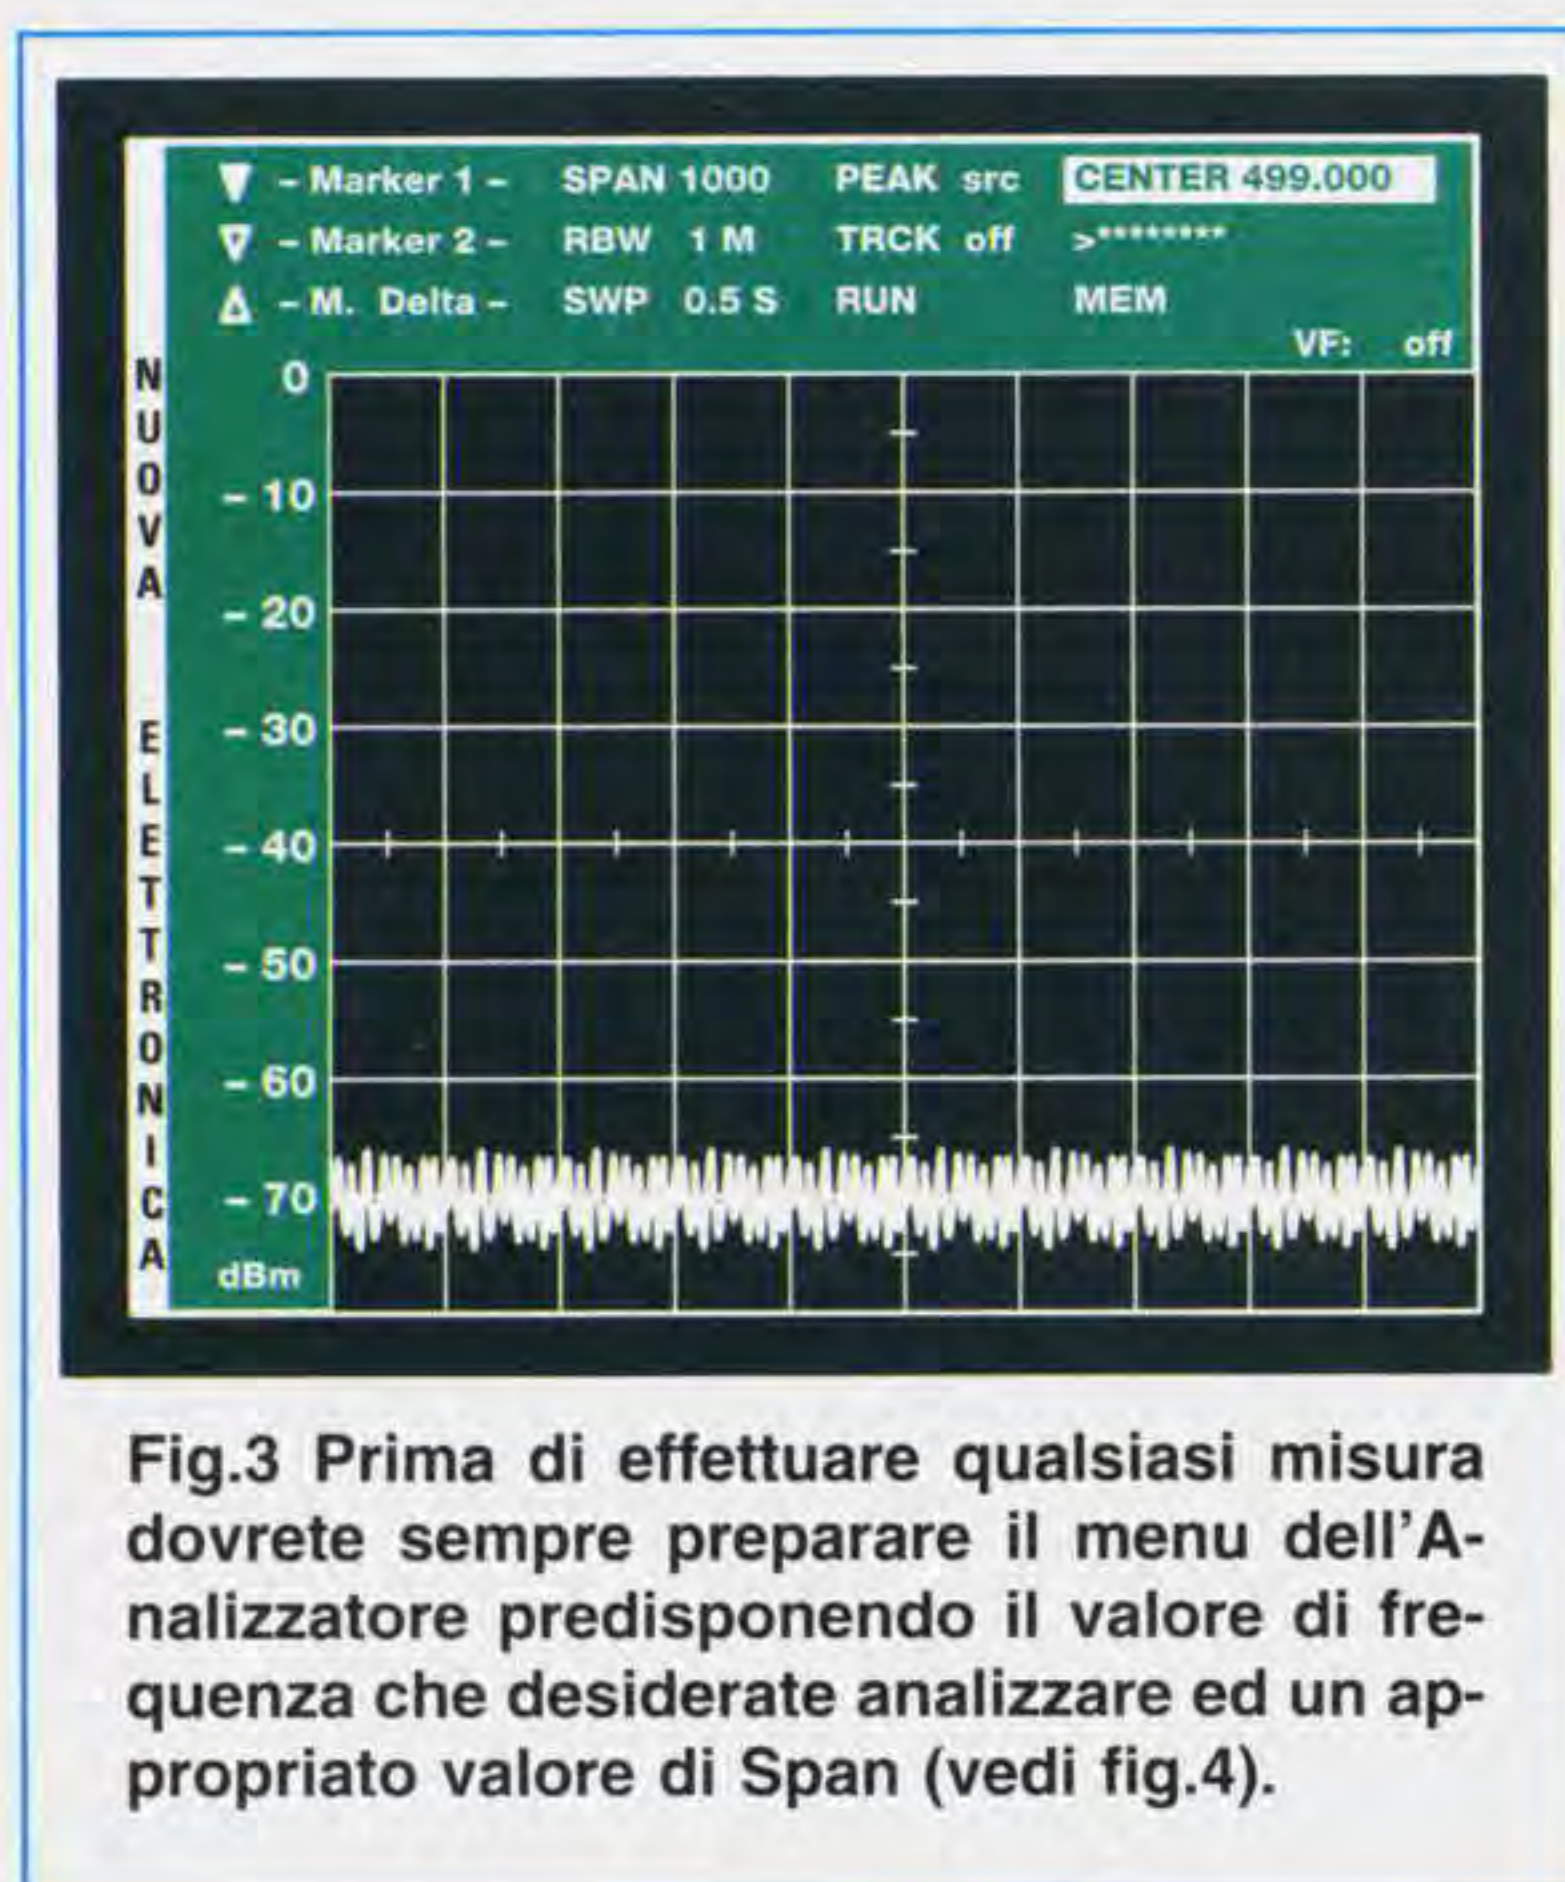 ▼ – Marker 1 – SPAN 1000 PEAK src CENTER 499.000
▽ – Marker 2 – RBW 1 M TRCK off >********
△ – M. Delta – SWP 0.5 S RUN MEM
VF: off
NUOVA ELETTRONICA
0
– 10
– 20
– 30
– 40
– 50
– 60
– 70
dBm
Fig.3 Prima di effettuare qualsiasi misura
dovrete sempre preparare il menu dell'A-
nalizzatore predisponendo il valore di fre-
quenza che desiderate analizzare ed un ap-
propriato valore di Span (vedi fig.4).